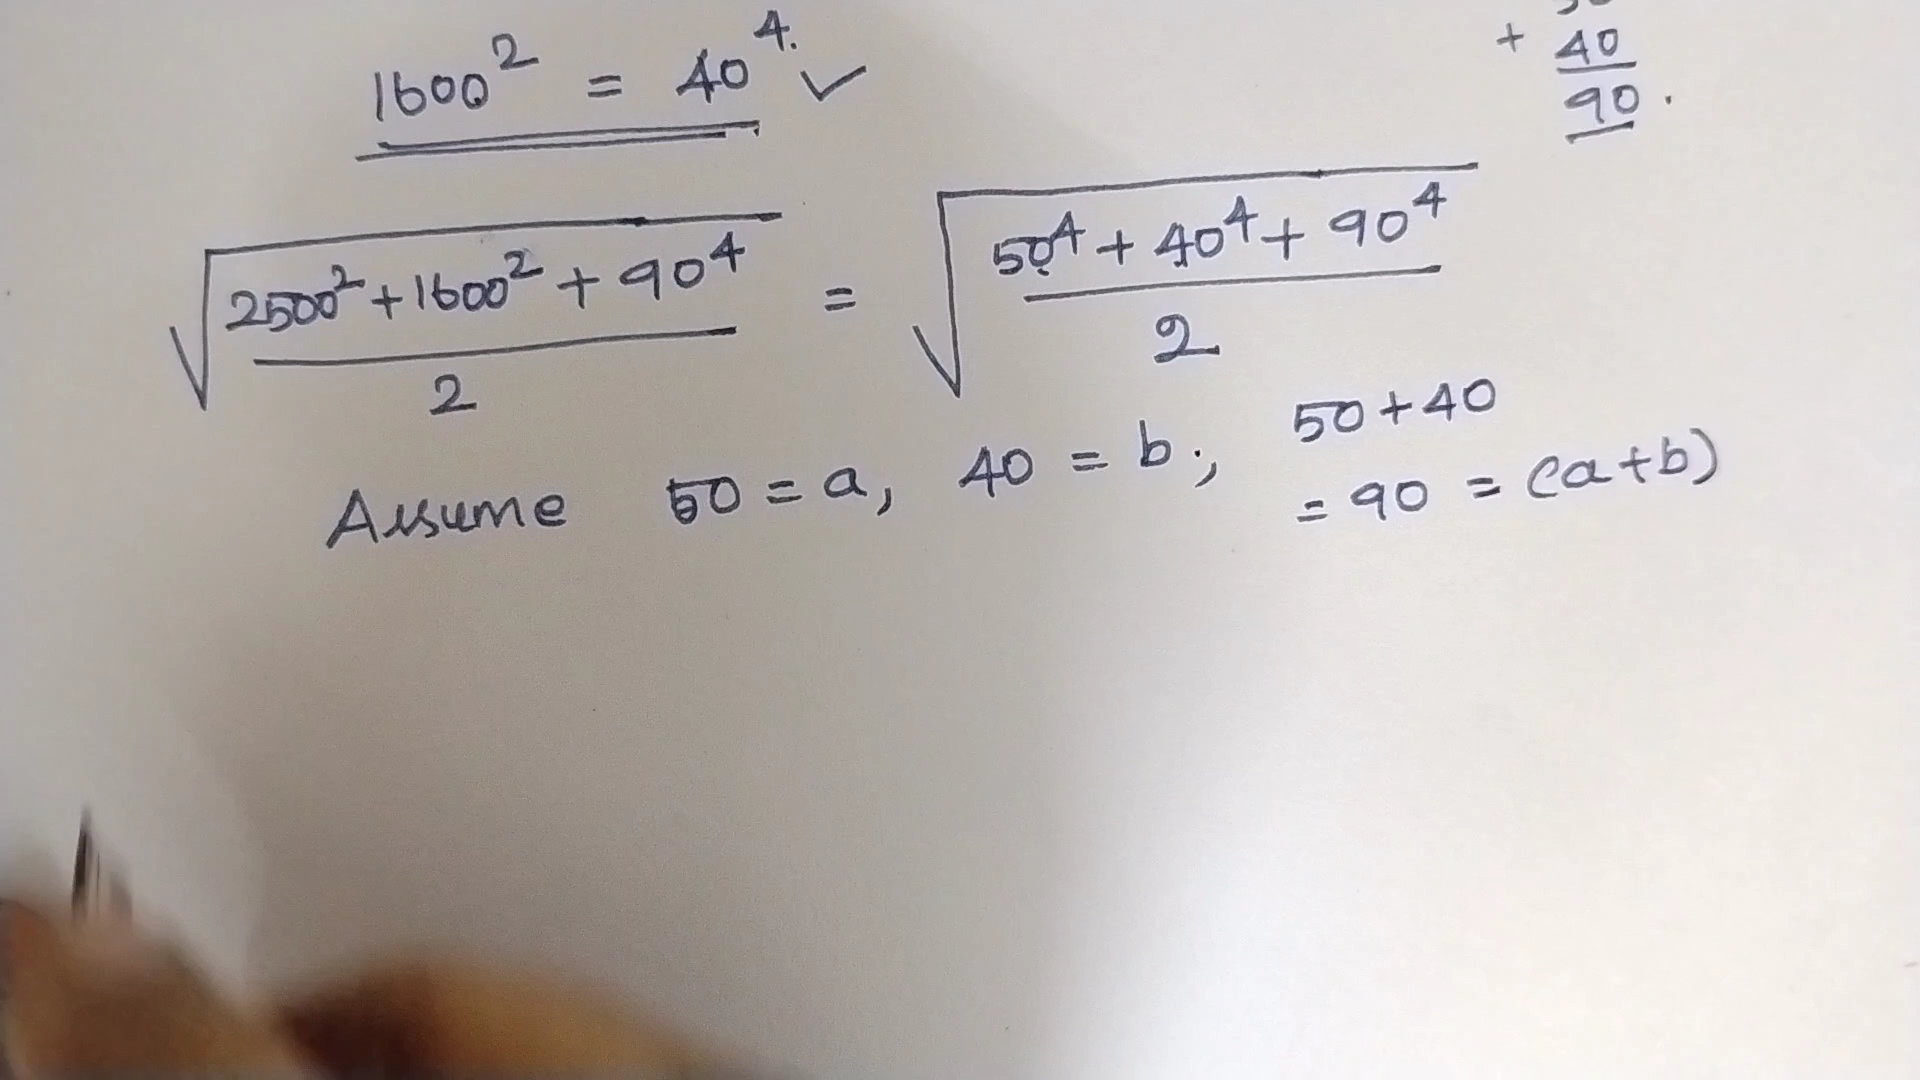 1600² = 40⁴. ✓
+ 40
90.
√((2500² + 1600² + 90⁴)/2) = √((50⁴ + 40⁴ + 90⁴)/2)
Assume 50 = a, 40 = b; 50 + 40
= 90 = (a+b)